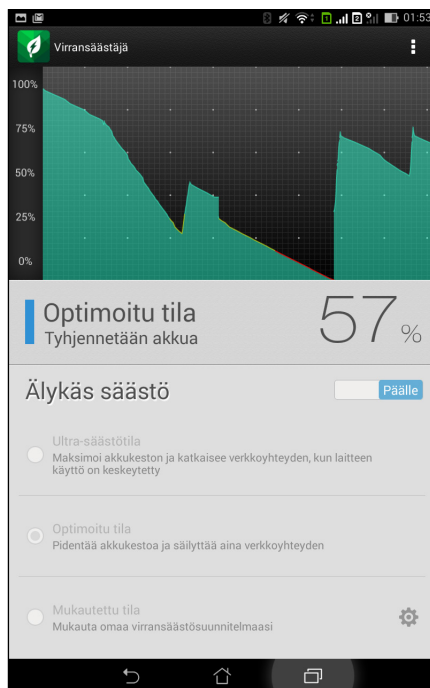 1 2 01:53
Virransäästäjä
100%
75%
50%
25%
0%
Optimoitu tila
Tyhjennetään akkua
57%
Älykäs säästö
Päälle
Ultra-säästötila
Maksimoi akkukeston ja katkaisee verkkoyhteyden, kun laitteen
käyttö on keskeytetty
Optimoitu tila
Pidentää akkukestoa ja säilyttää aina verkkoyhteyden
Mukautettu tila
Mukauta omaa virransäästösuunnitelmaasi